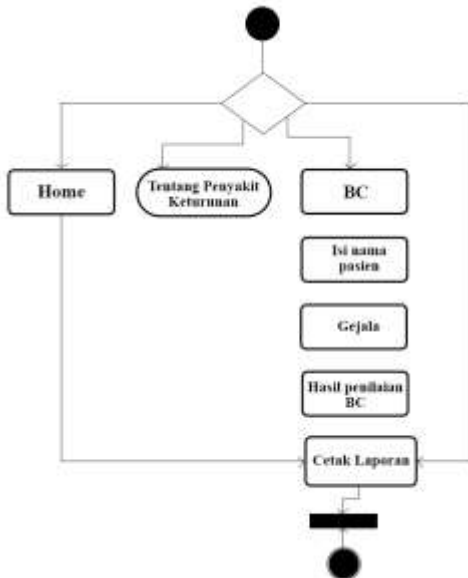 Home
Tentang Penyakit
Keturunan
BC
Isi nama
pasien
Gejala
Hasil penilaian
BC
Cetak Laporan